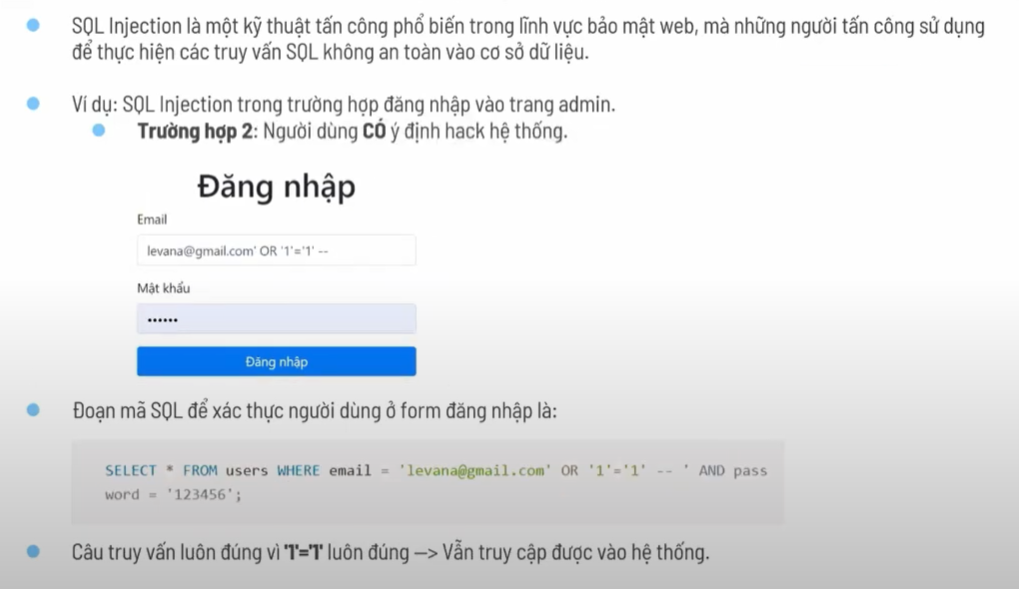 SQL Injection là một kỹ thuật tấn công phổ biến trong lĩnh vực bảo mật web, mà những người tấn công sử dụng
để thực hiện các truy vấn SQL không an toàn vào cơ sở dữ liệu.
Ví dụ: SQL Injection trong trường hợp đăng nhập vào trang admin.
Trường hợp 2: Người dùng CÓ ý định hack hệ thống.
Đăng nhập
Email
levana@gmail.com' OR '1'='1' --
Mật khẩu
••••••
Đăng nhập
Đoạn mã SQL để xác thực người dùng ở form đăng nhập là:
SELECT * FROM users WHERE email = 'levana@gmail.com' OR '1'='1' -- ' AND pass
word = '123456';
Câu truy vấn luôn đúng vì '1'='1' luôn đúng —> Vẫn truy cập được vào hệ thống.